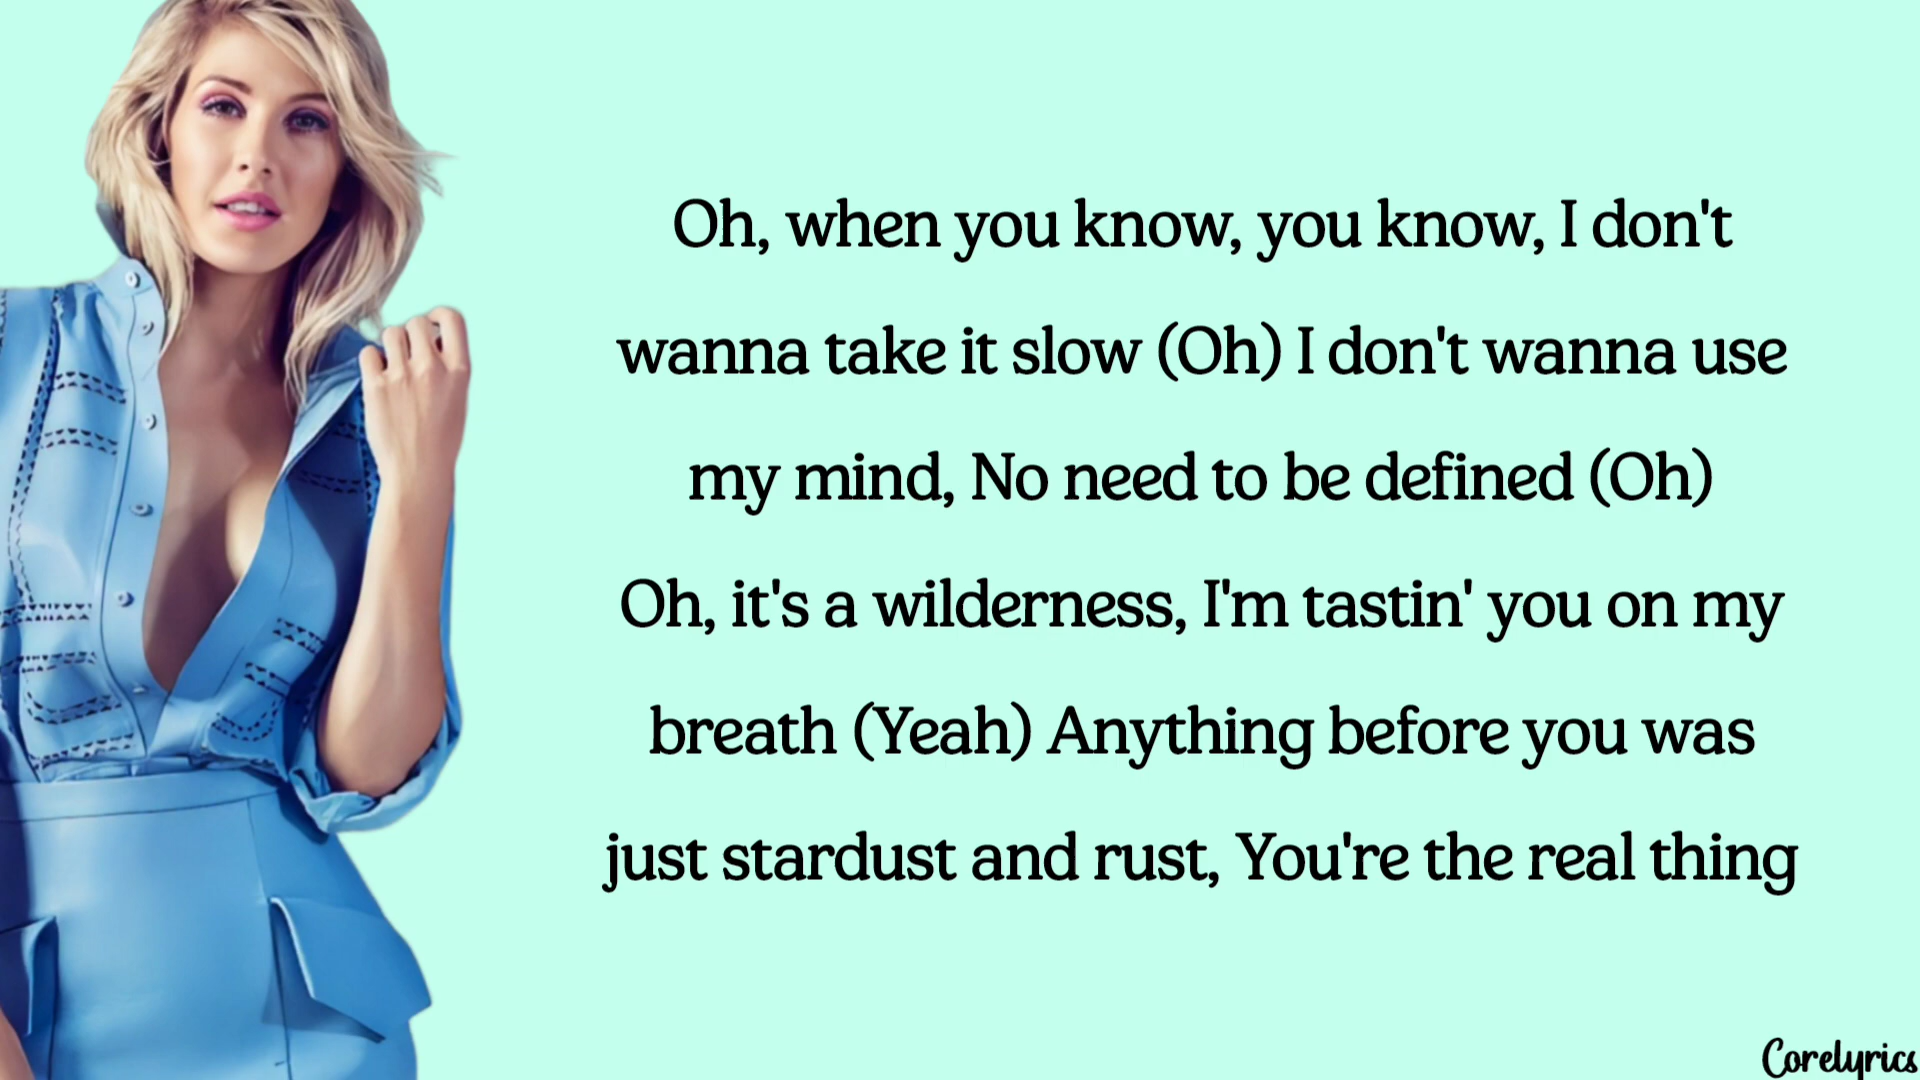 Oh, when you know, you know, I don't
wanna take it slow (Oh) I don't wanna use
my mind, No need to be defined (Oh)
Oh, it's a wilderness, I'm tastin' you on my
breath (Yeah) Anything before you was
just stardust and rust, You're the real thing
Corelyrics